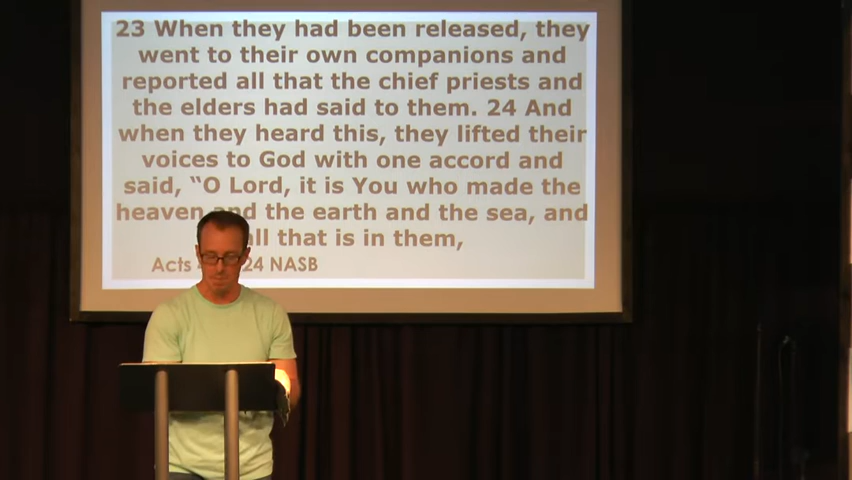 23 When they had been released, they
went to their own companions and
reported all that the chief priests and
the elders had said to them. 24 And
when they heard this, they lifted their
voices to God with one accord and
said, “O Lord, it is You who made the
heaven and the earth and the sea, and
all that is in them,
Acts 24 NASB